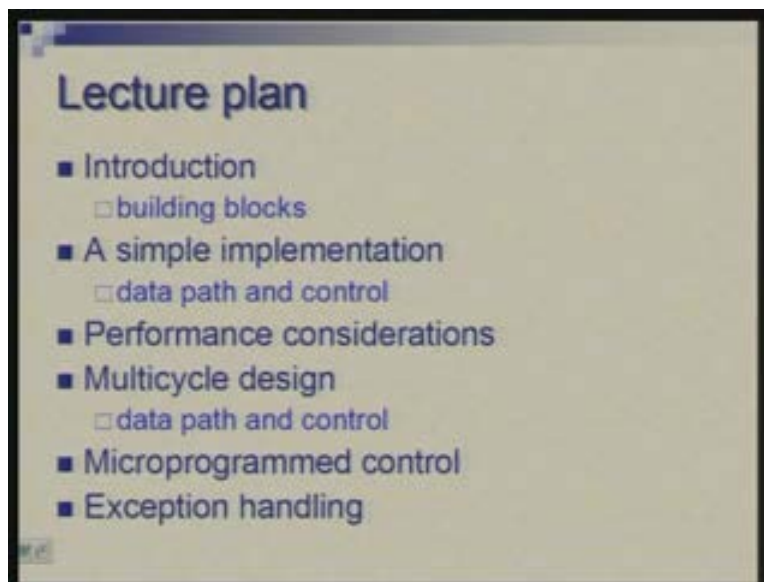 Lecture plan
Introduction
building blocks
A simple implementation
data path and control
Performance considerations
Multicycle design
data path and control
Microprogrammed control
Exception handling